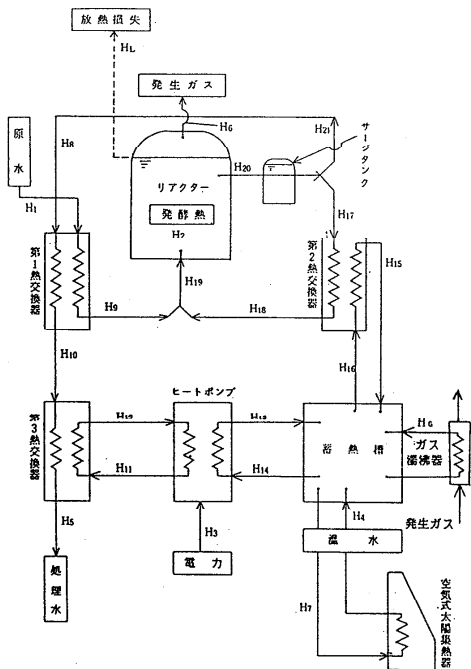 放熱損失
HL
発生ガス
H6
H21
サージタンク
原水
H8
H20
リアクター
発酵熱
H2
H1
H17
第1熱交換器
第2熱交換器
H15
H19
H9
H18
H10
H16
ヒートポンプ
第3熱交換器
H12
H13
蓄熱槽
H6
ガス湯沸器
H11
H14
H5
H3
H4
発生ガス
処理水
電力
温水
H7
空気式太陽集熱器